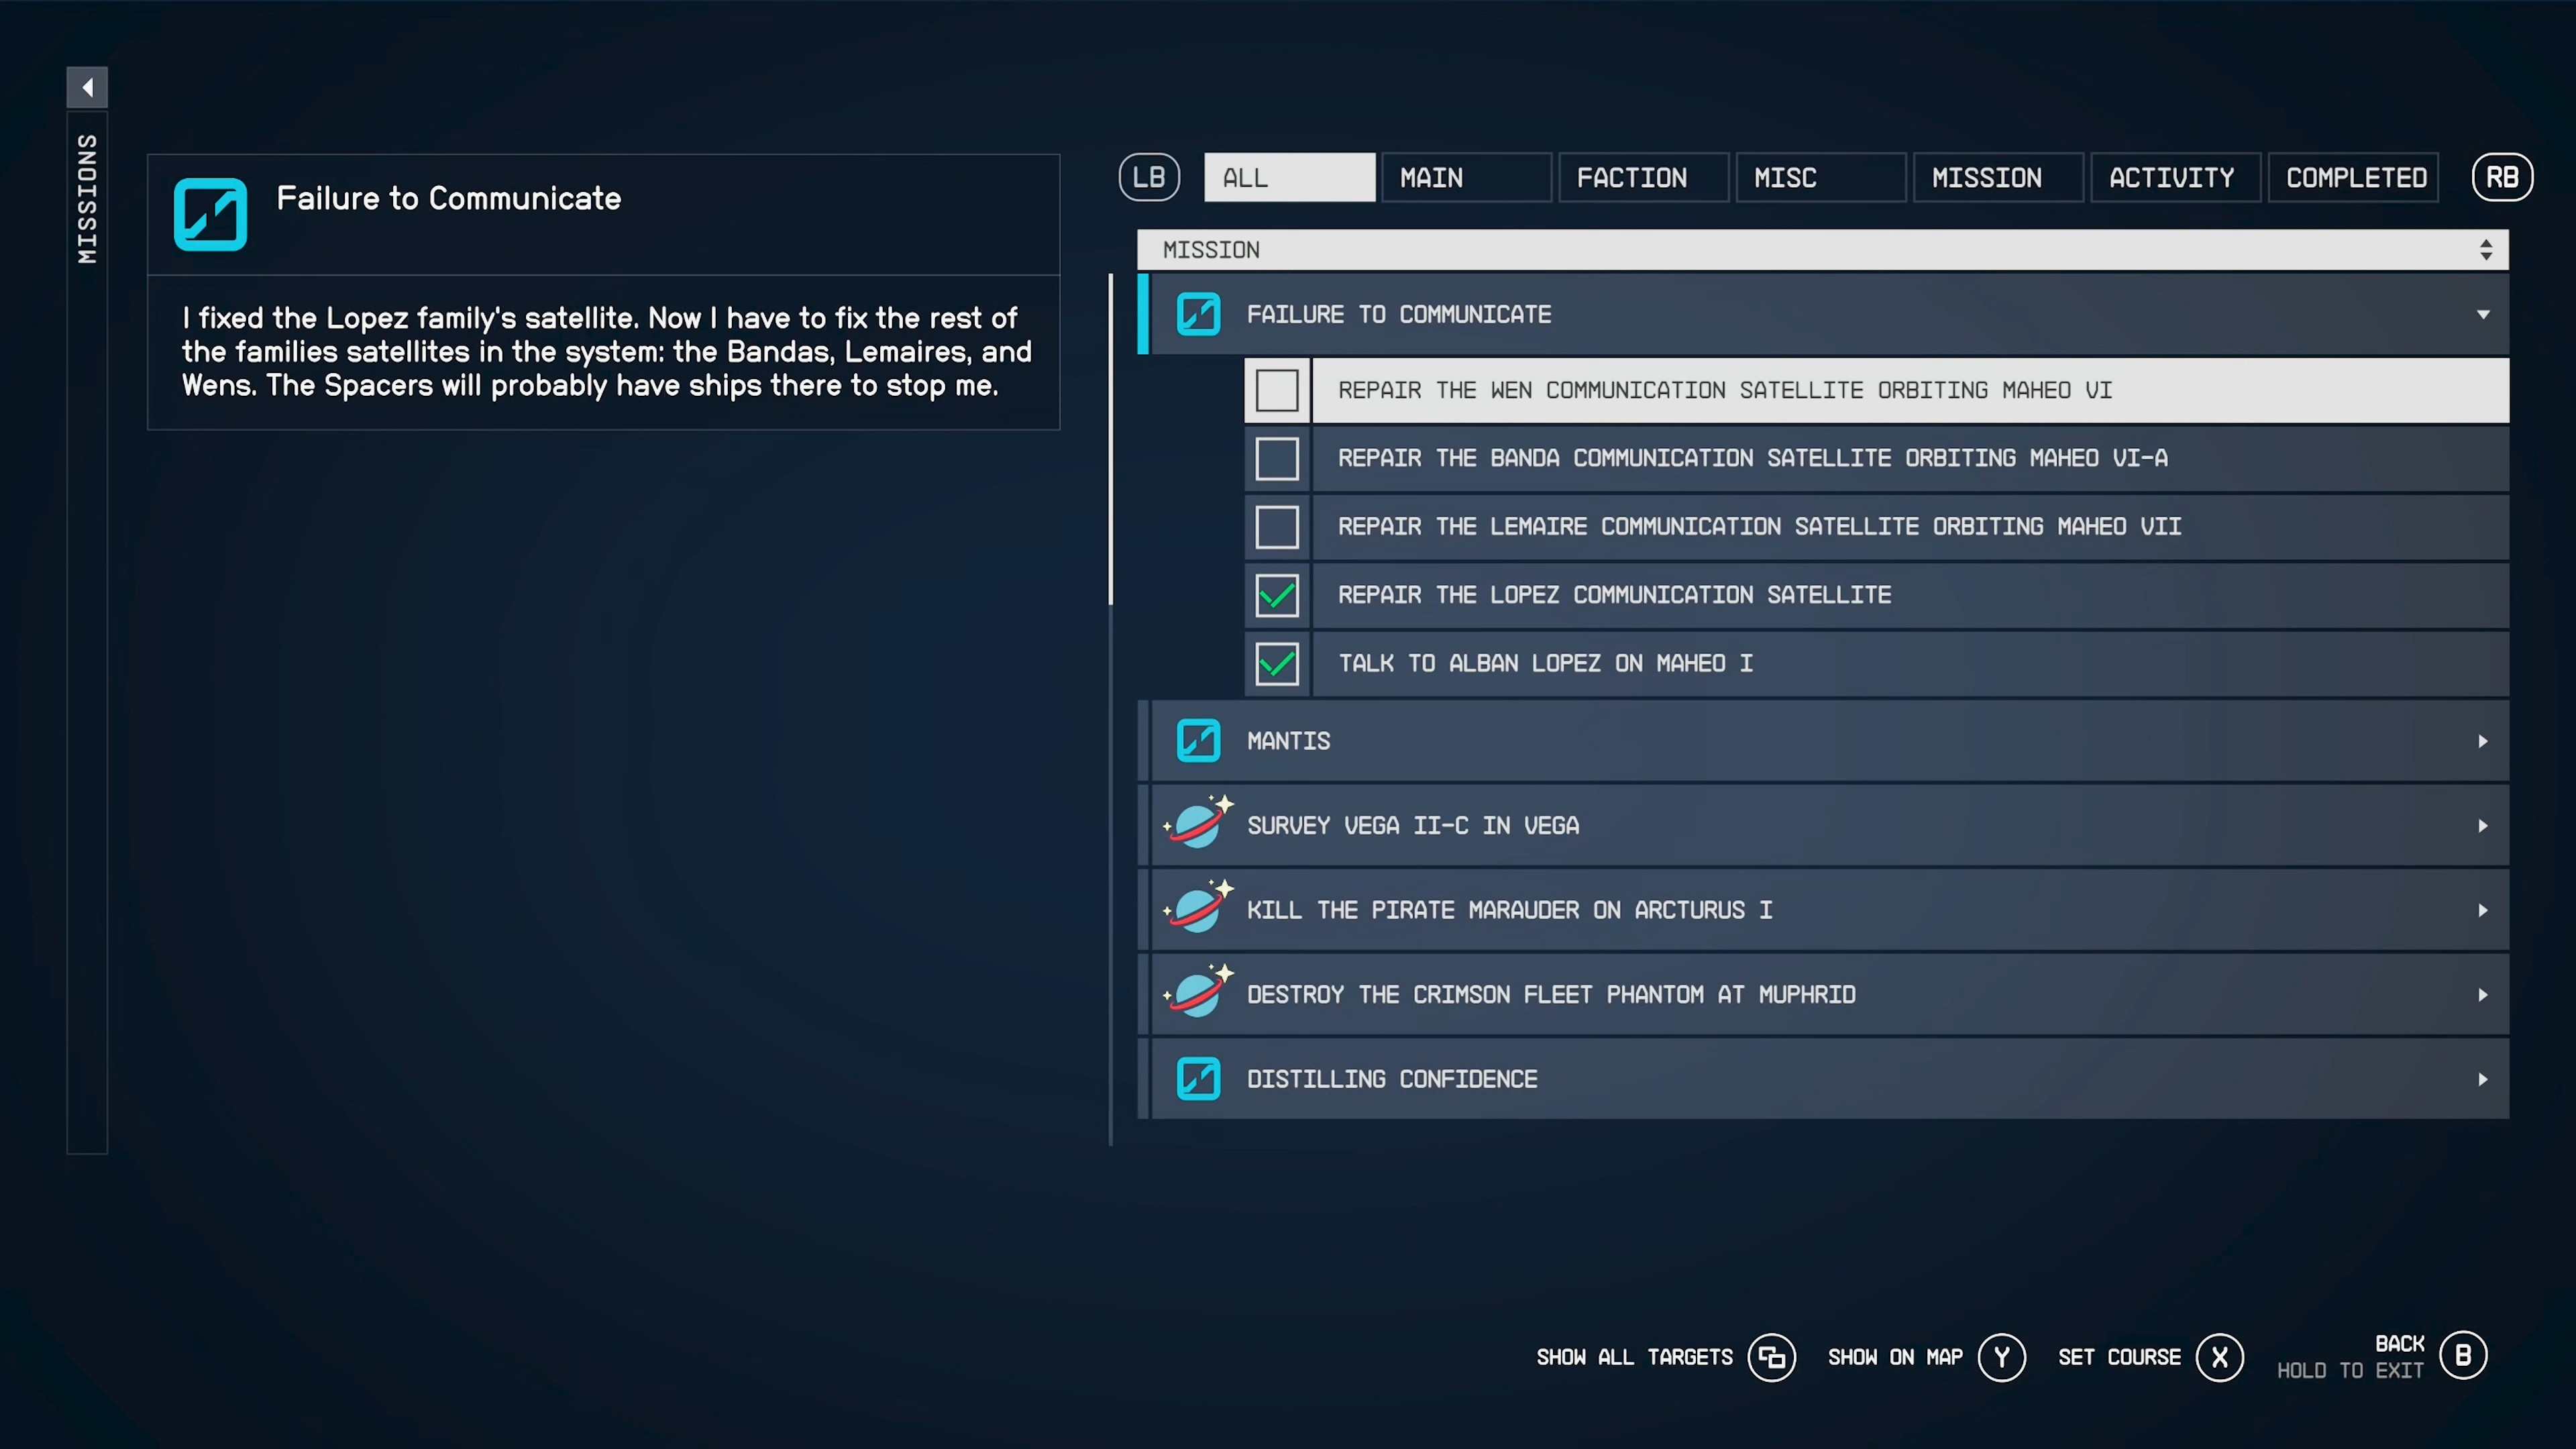 MISSIONS
Failure to Communicate
I fixed the Lopez family's satellite. Now I have to fix the rest of
the families satellites in the system: the Bandas, Lemaires, and
Wens. The Spacers will probably have ships there to stop me.
LB ALL MAIN FACTION MISC MISSION ACTIVITY COMPLETED RB
MISSION
FAILURE TO COMMUNICATE
REPAIR THE WEN COMMUNICATION SATELLITE ORBITING MAHEO VI
REPAIR THE BANDA COMMUNICATION SATELLITE ORBITING MAHEO VI-A
REPAIR THE LEMAIRE COMMUNICATION SATELLITE ORBITING MAHEO VII
REPAIR THE LOPEZ COMMUNICATION SATELLITE
TALK TO ALBAN LOPEZ ON MAHEO I
MANTIS
SURVEY VEGA II-C IN VEGA
KILL THE PIRATE MARAUDER ON ARCTURUS I
DESTROY THE CRIMSON FLEET PHANTOM AT MUPHRID
DISTILLING CONFIDENCE
SHOW ALL TARGETS SHOW ON MAP Y SET COURSE X BACK B
HOLD TO EXIT